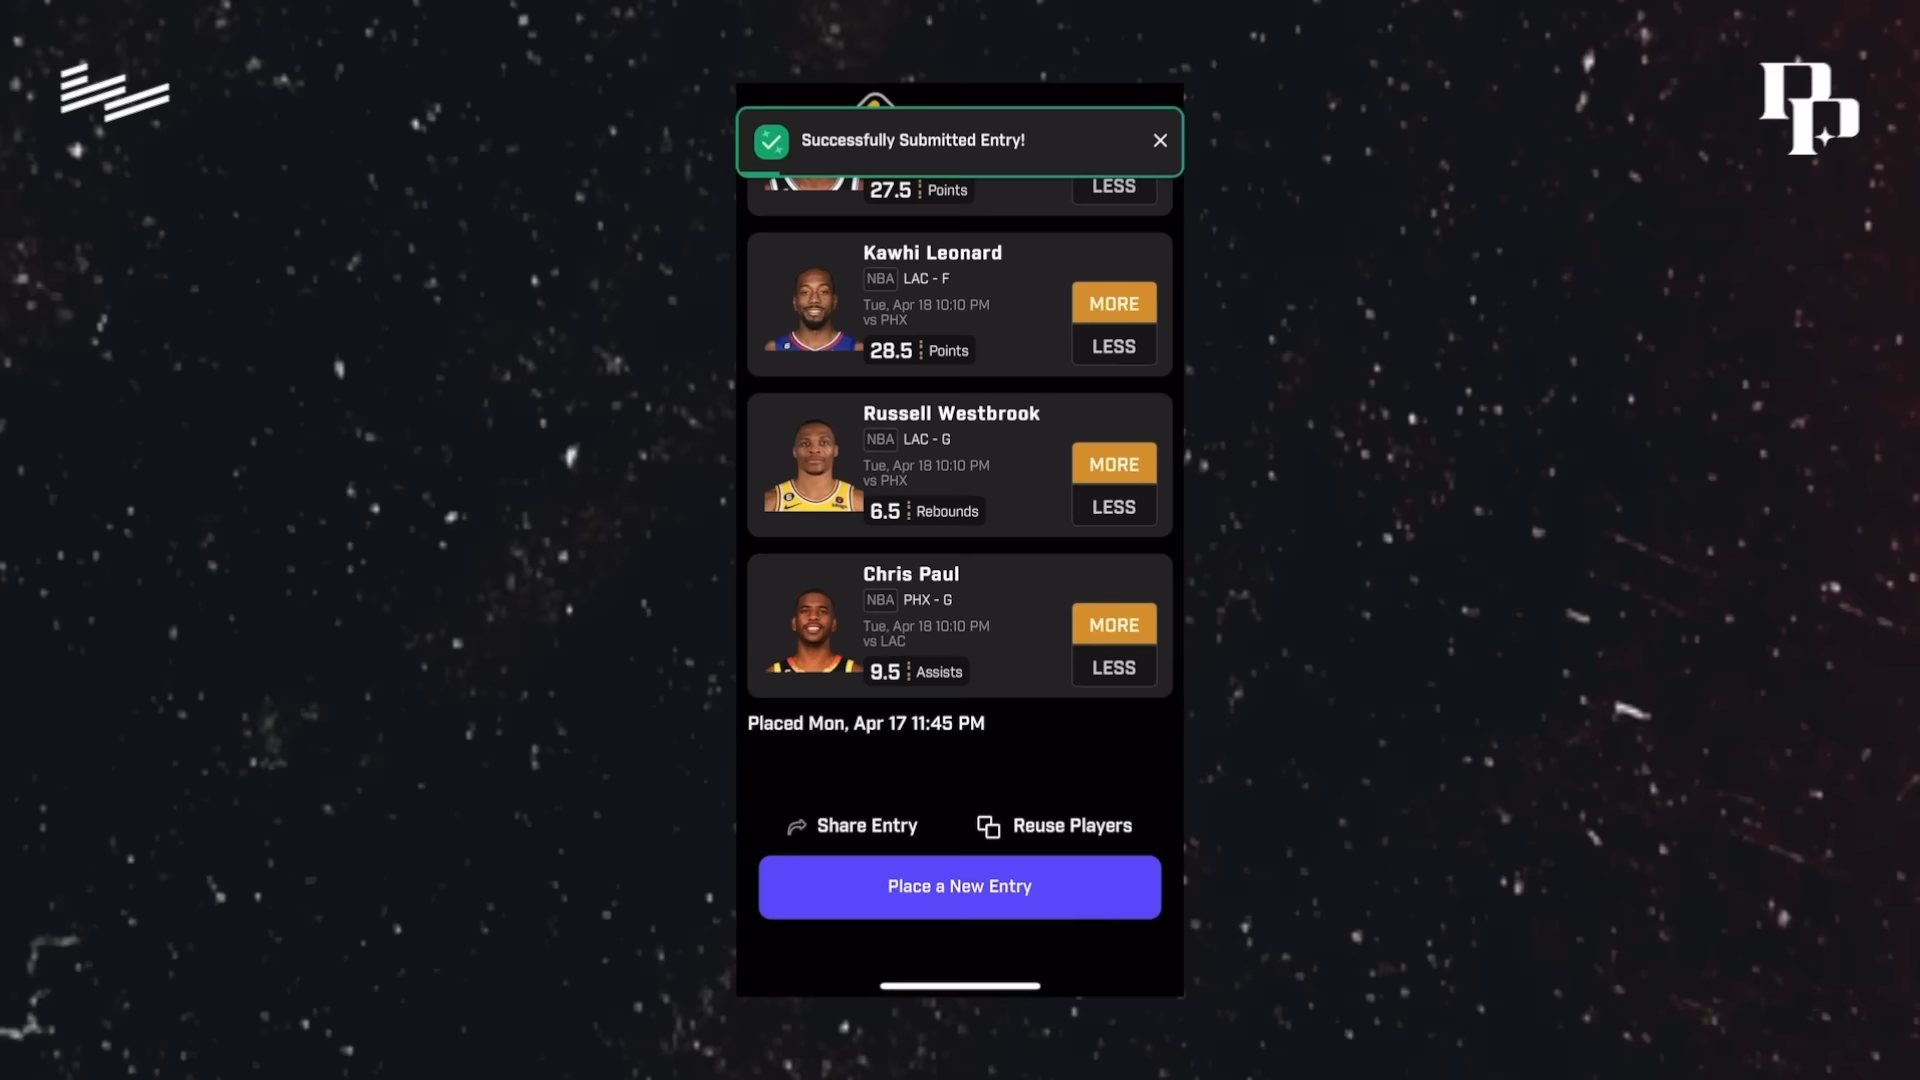 Successfully Submitted Entry!
27.5 Points
LESS
Kawhi Leonard
NBA LAC - F
Tue, Apr 18 10:10 PM
vs PHX
28.5 Points
MORE
LESS
Russell Westbrook
NBA LAC - G
Tue, Apr 18 10:10 PM
vs PHX
6.5 Rebounds
MORE
LESS
Chris Paul
NBA PHX - G
Tue, Apr 18 10:10 PM
vs LAC
9.5 Assists
MORE
LESS
Placed Mon, Apr 17 11:45 PM
Share Entry
Reuse Players
Place a New Entry
PP